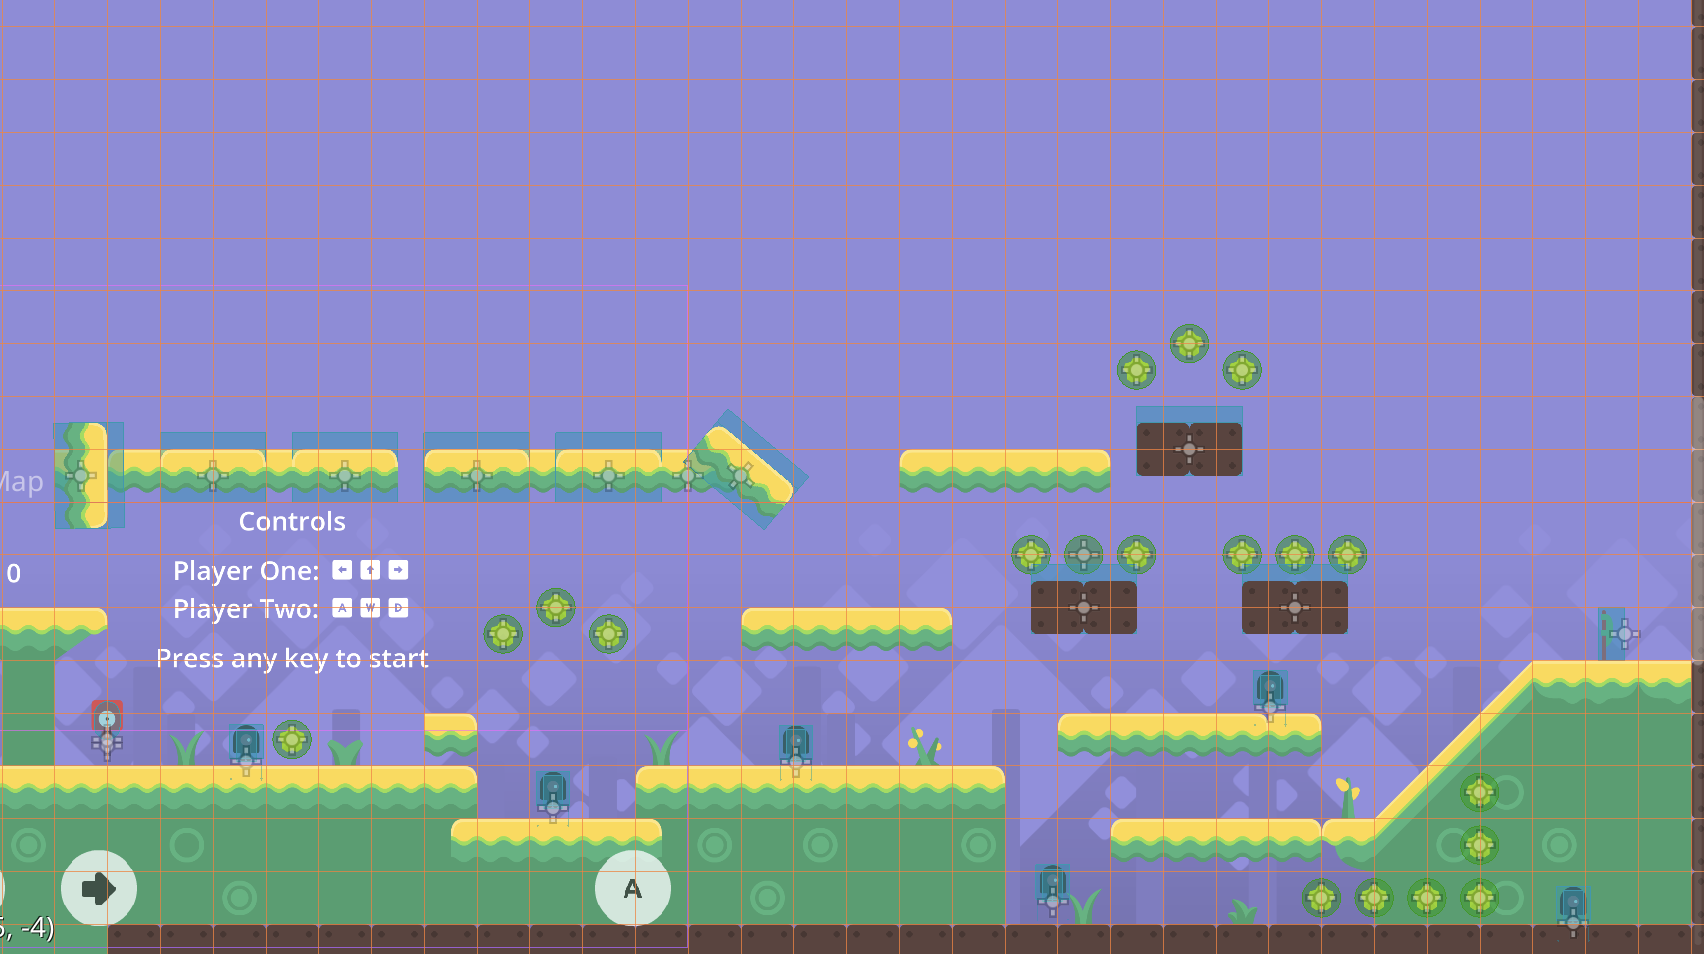 Map
Controls
0
Player One:
Player Two: A W D
Press any key to start
A
, -4)